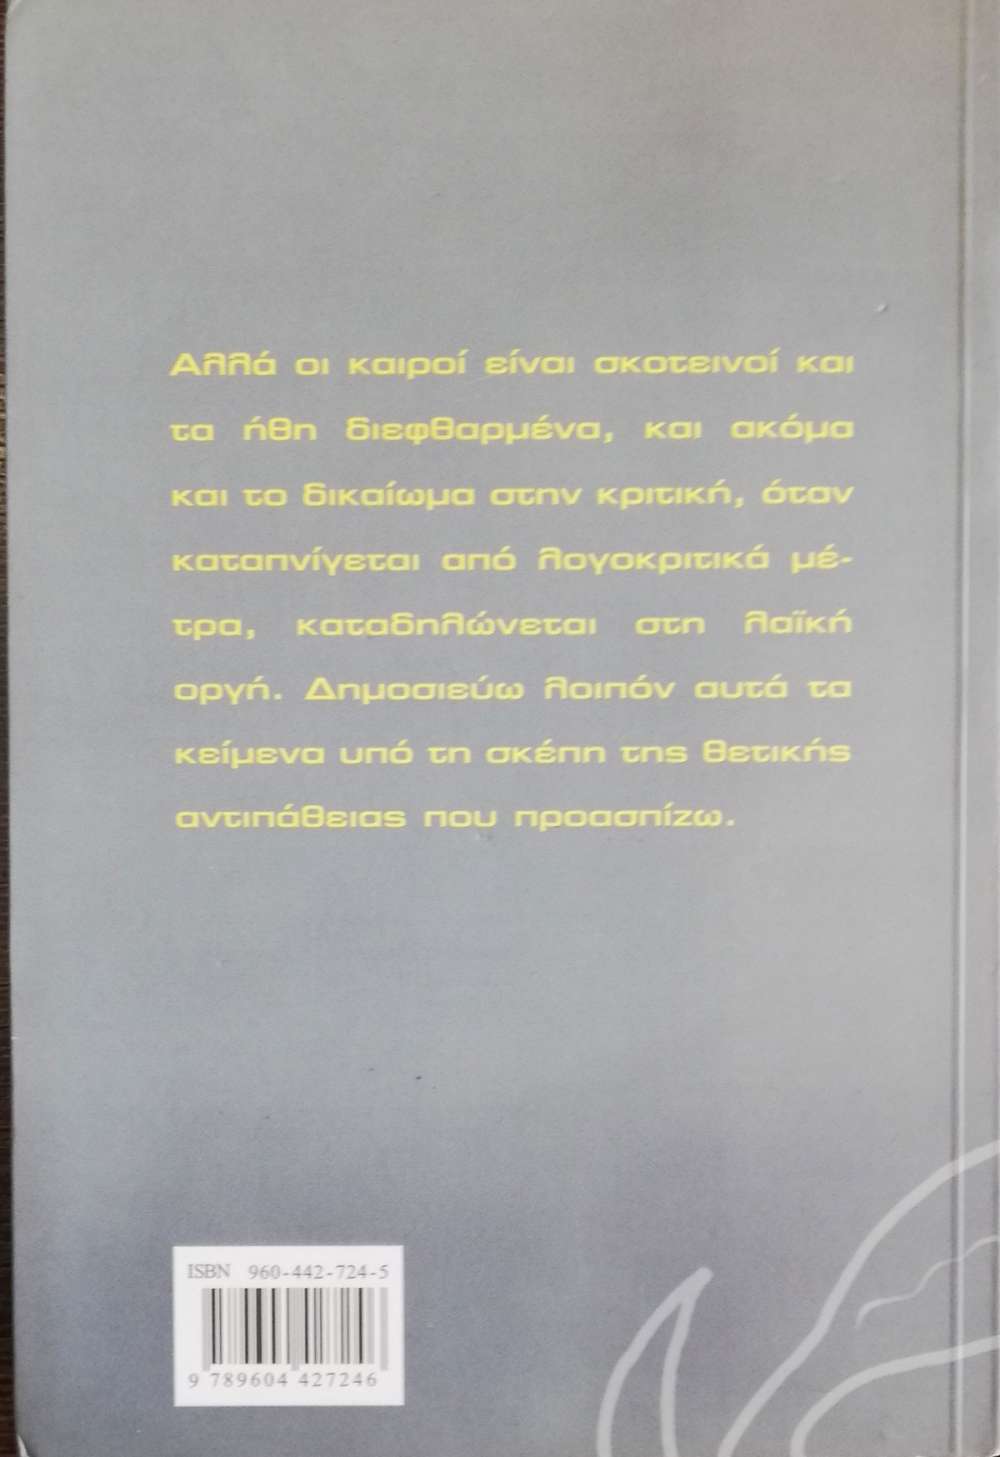 Αλλά οι καιροί είναι σκοτεινοί και
τα ήθη διεφθαρμένα, και ακόμα
και το δικαίωμα στην κριτική, όταν
καταπνίγεται από λογοκριτικά μέ-
τρα, καταδηλώνεται στη λαϊκή
οργή. Δημοσιεύω λοιπόν αυτά τα
κείμενα υπό τη σκέπη της θετικής
αντιπάθειας που προασπίζω.
ISBN 960-442-724-5
9 789604 427246